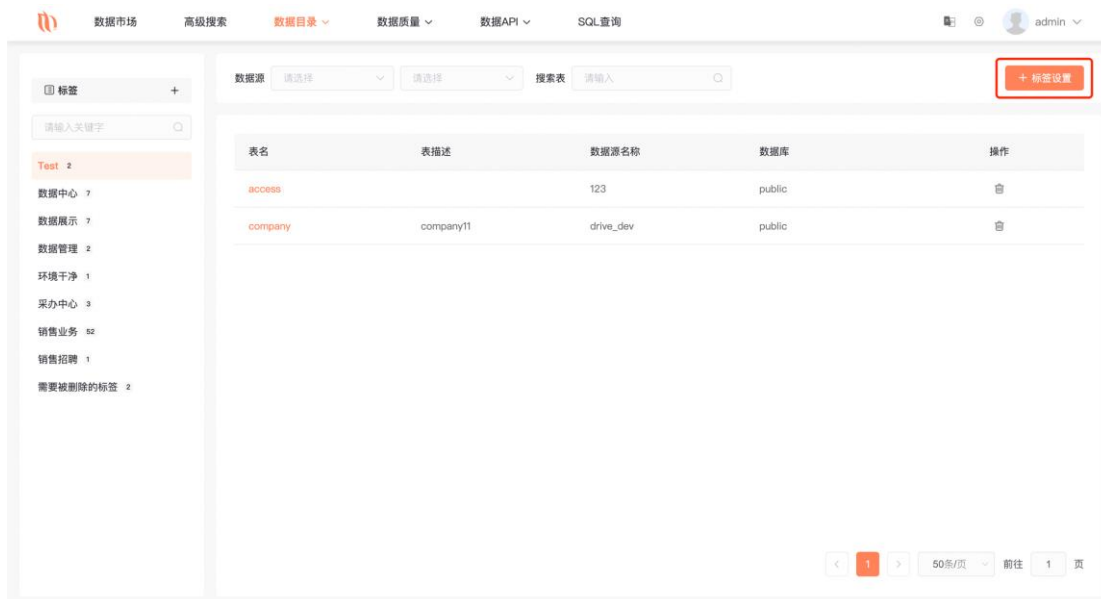 数据市场 高级搜索 数据目录 数据质量 数据API SQL查询 admin
标签 +
数据源 请选择 请选择 搜索表 请输入 + 标签设置
请输入关键字
Test 2
数据中心 7
数据展示 7
数据管理 2
环境干净 1
采办中心 3
销售业务 52
销售招聘 1
需要被删除的标签 2
表名 表描述 数据源名称 数据库 操作
access 123 public
company company11 drive_dev public
< 1 > 50条/页 前往 1 页